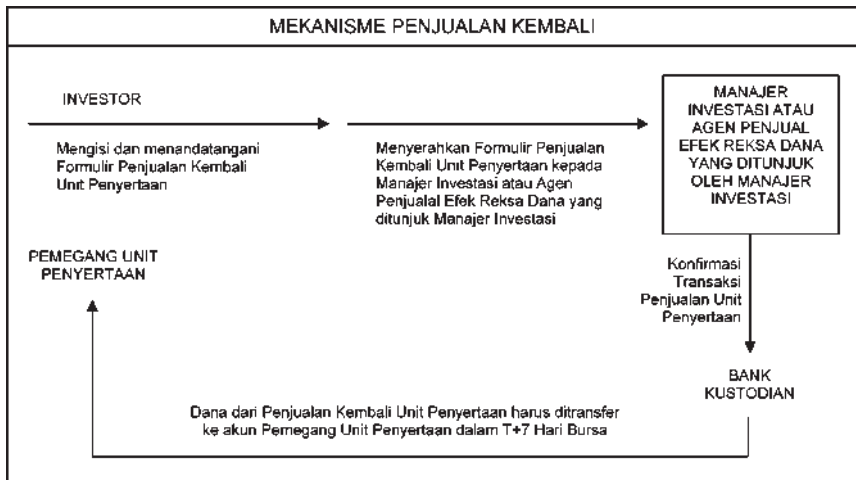 MEKANISME PENJUALAN KEMBALI
INVESTOR
Mengisi dan menandatangani
Formulir Penjualan Kembali
Unit Penyertaan
Menyerahkan Formulir Penjualan
Kembali Unit Penyertaan kepada
Manajer Investasi atau Agen
Penjualal Efek Reksa Dana yang
ditunjuk Manajer Investasi
MANAJER
INVESTASI ATAU
AGEN PENJUAL
EFEK REKSA DANA
YANG DITUNJUK
OLEH MANAJER
INVESTASI
Konfirmasi
Transaksi
Penjualan Unit
Penyertaan
BANK
KUSTODIAN
Dana dari Penjualan Kembali Unit Penyertaan harus ditransfer
ke akun Pemegang Unit Penyertaan dalam T+7 Hari Bursa
PEMEGANG UNIT
PENYERTAAN